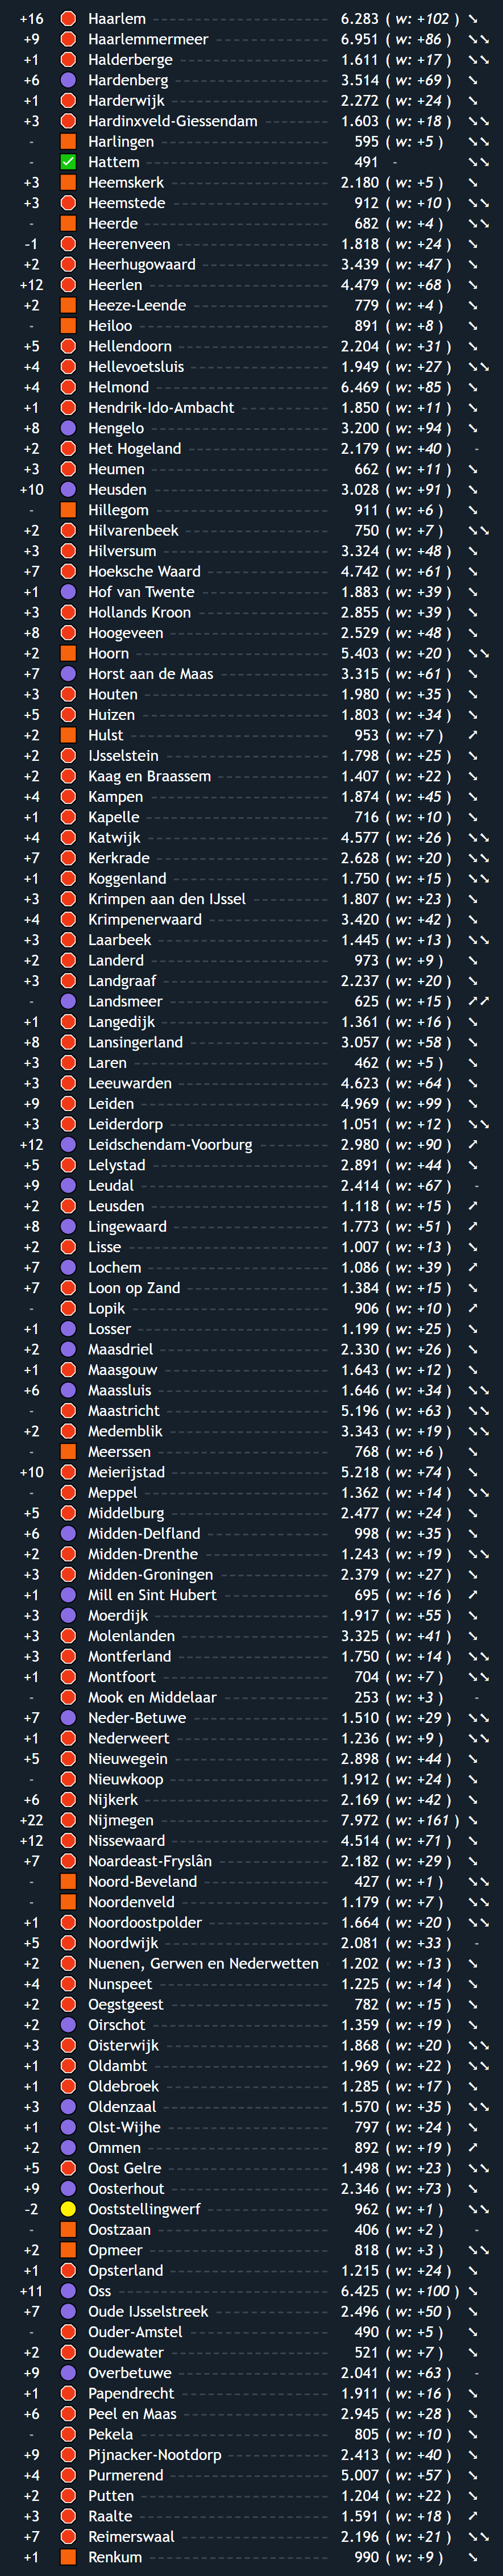 +16 Haarlem 6.283 ( w: +102 ) ↘
+9 Haarlemmermeer 6.951 ( w: +86 ) ↘↘
+1 Halderberge 1.611 ( w: +17 ) ↘↘
+6 Hardenberg 3.514 ( w: +69 ) ↘
+1 Harderwijk 2.272 ( w: +24 ) ↘
+3 Hardinxveld-Giessendam 1.603 ( w: +18 ) ↘↘
- Harlingen 595 ( w: +5 ) ↘↘
- Hattem 491 - ↘↘
+3 Heemskerk 2.180 ( w: +5 ) ↘
+3 Heemstede 912 ( w: +10 ) ↘↘
- Heerde 682 ( w: +4 ) ↘↘
-1 Heerenveen 1.818 ( w: +24 ) ↘
+2 Heerhugowaard 3.439 ( w: +47 ) ↘
+12 Heerlen 4.479 ( w: +68 ) ↘
+2 Heeze-Leende 779 ( w: +4 ) ↘
- Heiloo 891 ( w: +8 ) ↘
+5 Hellendoorn 2.204 ( w: +31 ) ↘
+4 Hellevoetsluis 1.949 ( w: +27 ) ↘↘
+4 Helmond 6.469 ( w: +85 ) ↘
+1 Hendrik-Ido-Ambacht 1.850 ( w: +11 ) ↘
+8 Hengelo 3.200 ( w: +94 ) ↘
+2 Het Hogeland 2.179 ( w: +40 ) -
+3 Heumen 662 ( w: +11 ) ↘
+10 Heusden 3.028 ( w: +91 ) ↘
- Hillegom 911 ( w: +6 ) ↘
+2 Hilvarenbeek 750 ( w: +7 ) ↘↘
+3 Hilversum 3.324 ( w: +48 ) ↘
+7 Hoeksche Waard 4.742 ( w: +61 ) ↘
+1 Hof van Twente 1.883 ( w: +39 ) ↘
+3 Hollands Kroon 2.855 ( w: +39 ) ↘
+8 Hoogeveen 2.529 ( w: +48 ) ↘
+2 Hoorn 5.403 ( w: +20 ) ↘↘
+7 Horst aan de Maas 3.315 ( w: +61 ) ↘
+3 Houten 1.980 ( w: +35 ) ↘
+5 Huizen 1.803 ( w: +34 ) ↘
+2 Hulst 953 ( w: +7 ) ↗
+2 IJsselstein 1.798 ( w: +25 ) ↘
+2 Kaag en Braassem 1.407 ( w: +22 ) ↘
+4 Kampen 1.874 ( w: +45 ) ↘
+1 Kapelle 716 ( w: +10 ) ↘
+4 Katwijk 4.577 ( w: +26 ) ↘↘
+7 Kerkrade 2.628 ( w: +20 ) ↘↘
+1 Koggenland 1.750 ( w: +15 ) ↘↘
+3 Krimpen aan den IJssel 1.807 ( w: +23 ) ↘
+4 Krimpenerwaard 3.420 ( w: +42 ) ↘
+3 Laarbeek 1.445 ( w: +13 ) ↘↘
+2 Landerd 973 ( w: +9 ) ↘
+3 Landgraaf 2.237 ( w: +20 ) ↘
- Landsmeer 625 ( w: +15 ) ↗↗
+1 Langedijk 1.361 ( w: +16 ) ↘
+8 Lansingerland 3.057 ( w: +58 ) ↘
+3 Laren 462 ( w: +5 ) ↘
+3 Leeuwarden 4.623 ( w: +64 ) ↘
+9 Leiden 4.969 ( w: +99 ) ↘
+3 Leiderdorp 1.051 ( w: +12 ) ↘↘
+12 Leidschendam-Voorburg 2.980 ( w: +90 ) ↗
+5 Lelystad 2.891 ( w: +44 ) ↘
+9 Leudal 2.414 ( w: +67 ) -
+2 Leusden 1.118 ( w: +15 ) ↗
+8 Lingewaard 1.773 ( w: +51 ) ↗
+2 Lisse 1.007 ( w: +13 ) ↘
+7 Lochem 1.086 ( w: +39 ) ↗
+7 Loon op Zand 1.384 ( w: +15 ) ↘
- Lopik 906 ( w: +10 ) ↗
+1 Losser 1.199 ( w: +25 ) ↘
+2 Maasdriel 2.330 ( w: +26 ) ↘
+1 Maasgouw 1.643 ( w: +12 ) ↘
+6 Maassluis 1.646 ( w: +34 ) ↘↘
- Maastricht 5.196 ( w: +63 ) ↘↘
+2 Medemblik 3.343 ( w: +19 ) ↘↘
- Meerssen 768 ( w: +6 ) ↘
+10 Meierijstad 5.218 ( w: +74 ) ↘
- Meppel 1.362 ( w: +14 ) ↘↘
+5 Middelburg 2.477 ( w: +24 ) ↘
+6 Midden-Delfland 998 ( w: +35 ) ↘
+2 Midden-Drenthe 1.243 ( w: +19 ) ↘↘
+3 Midden-Groningen 2.379 ( w: +27 ) ↘
+1 Mill en Sint Hubert 695 ( w: +16 ) ↗
+3 Moerdijk 1.917 ( w: +55 ) ↘
+3 Molenlanden 3.325 ( w: +41 ) ↘
+3 Montferland 1.750 ( w: +14 ) ↘↘
+1 Montfoort 704 ( w: +7 ) ↘↘
- Mook en Middelaar 253 ( w: +3 ) -
+7 Neder-Betuwe 1.510 ( w: +29 ) ↘↘
+1 Nederweert 1.236 ( w: +9 ) ↘↘
+5 Nieuwegein 2.898 ( w: +44 ) ↘
- Nieuwkoop 1.912 ( w: +24 ) ↘
+6 Nijkerk 2.169 ( w: +42 ) ↘
+22 Nijmegen 7.972 ( w: +161 ) ↘
+12 Nissewaard 4.514 ( w: +71 ) ↘
+7 Noardeast-Fryslân 2.182 ( w: +29 ) ↘
- Noord-Beveland 427 ( w: +1 ) ↘↘
- Noordenveld 1.179 ( w: +7 ) ↘↘
+1 Noordoostpolder 1.664 ( w: +20 ) ↘↘
+5 Noordwijk 2.081 ( w: +33 ) -
+2 Nuenen, Gerwen en Nederwetten 1.202 ( w: +13 ) ↘
+4 Nunspeet 1.225 ( w: +14 ) ↘
+2 Oegstgeest 782 ( w: +15 ) ↘
+2 Oirschot 1.359 ( w: +19 ) ↘
+3 Oisterwijk 1.868 ( w: +20 ) ↘↘
+1 Oldambt 1.969 ( w: +22 ) ↘↘
+1 Oldebroek 1.285 ( w: +17 ) ↘
+3 Oldenzaal 1.570 ( w: +35 ) ↘↘
+1 Olst-Wijhe 797 ( w: +24 ) ↘
+2 Ommen 892 ( w: +19 ) ↗
+5 Oost Gelre 1.498 ( w: +23 ) ↘↘
+9 Oosterhout 2.346 ( w: +73 ) ↘
-2 Ooststellingwerf 962 ( w: +1 ) ↘↘
- Oostzaan 406 ( w: +2 ) -
+2 Opmeer 818 ( w: +3 ) ↘↘
+1 Opsterland 1.215 ( w: +24 ) ↘
+11 Oss 6.425 ( w: +100 ) ↘
+7 Oude IJsselstreek 2.496 ( w: +50 ) ↘
- Ouder-Amstel 490 ( w: +5 ) ↘
+2 Oudewater 521 ( w: +7 ) ↘
+9 Overbetuwe 2.041 ( w: +63 ) -
+1 Papendrecht 1.911 ( w: +16 ) ↘
+6 Peel en Maas 2.945 ( w: +28 ) ↘
- Pekela 805 ( w: +10 ) ↘
+9 Pijnacker-Nootdorp 2.413 ( w: +40 ) ↘
+4 Purmerend 5.007 ( w: +57 ) ↘
+2 Putten 1.204 ( w: +22 ) ↘
+3 Raalte 1.591 ( w: +18 ) ↗
+7 Reimerswaal 2.196 ( w: +21 ) ↘↘
+1 Renkum 990 ( w: +9 ) ↘